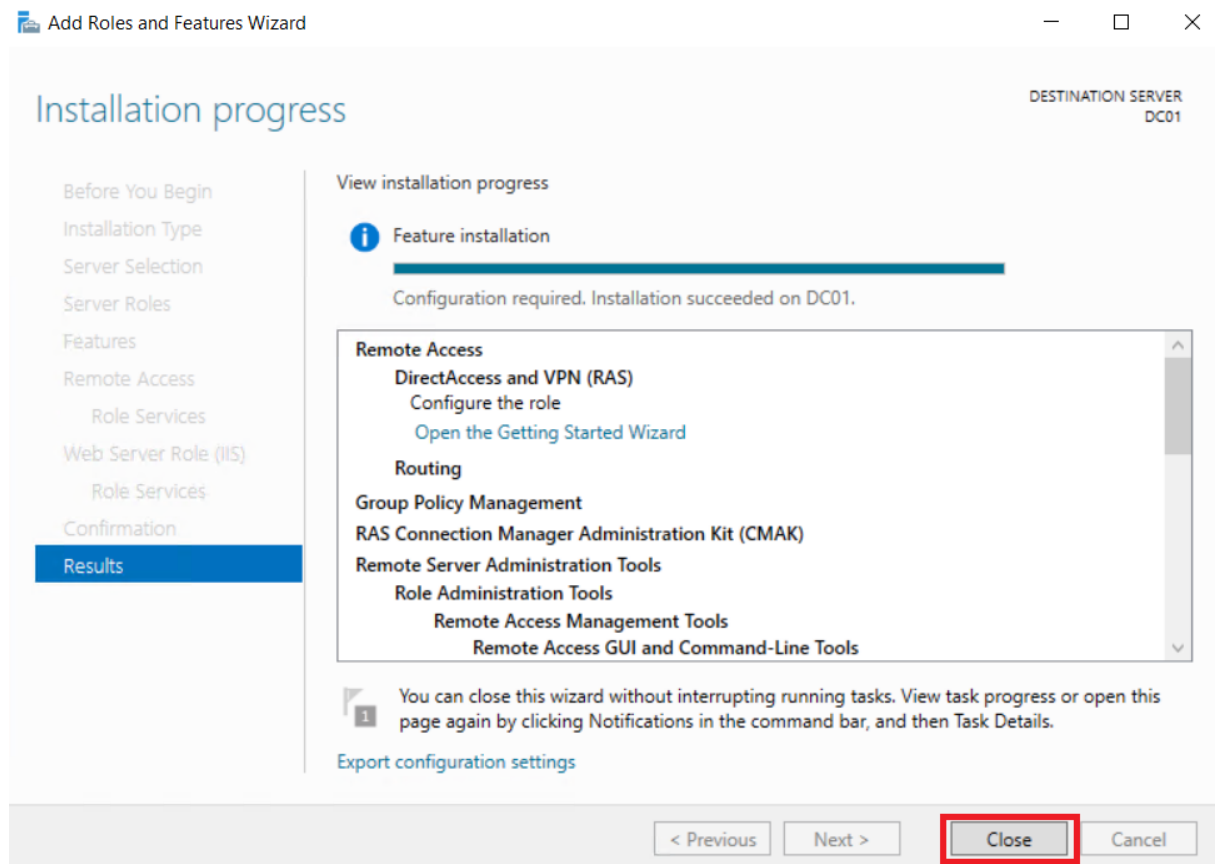 Add Roles and Features Wizard
Installation progress
DESTINATION SERVER
DC01
Before You Begin
Installation Type
Server Selection
Server Roles
Features
Remote Access
Role Services
Web Server Role (IIS)
Role Services
Confirmation
Results
View installation progress
Feature installation
Configuration required. Installation succeeded on DC01.
Remote Access
DirectAccess and VPN (RAS)
Configure the role
Open the Getting Started Wizard
Routing
Group Policy Management
RAS Connection Manager Administration Kit (CMAK)
Remote Server Administration Tools
Role Administration Tools
Remote Access Management Tools
Remote Access GUI and Command-Line Tools
1
You can close this wizard without interrupting running tasks. View task progress or open this
page again by clicking Notifications in the command bar, and then Task Details.
Export configuration settings
< Previous
Next >
Close
Cancel